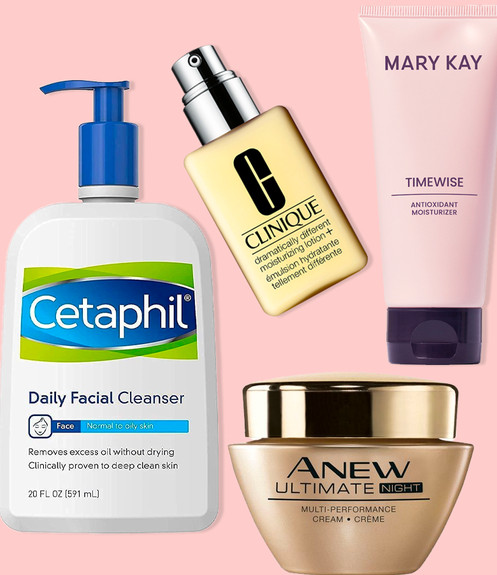 Cetaphil®
Daily Facial Cleanser
Face Normal to oily skin
Removes excess oil without drying
Clinically proven to deep clean skin
20 FL OZ (591 mL)
C
CLINIQUE
dramatically different
moisturizing lotion+
émulsion hydratante
tellement différente
MARY KAY
TIMEWISE
ANTIOXIDANT
MOISTURIZER
ANEW
ULTIMATE NIGHT
MULTI-PERFORMANCE
CREAM • CREME